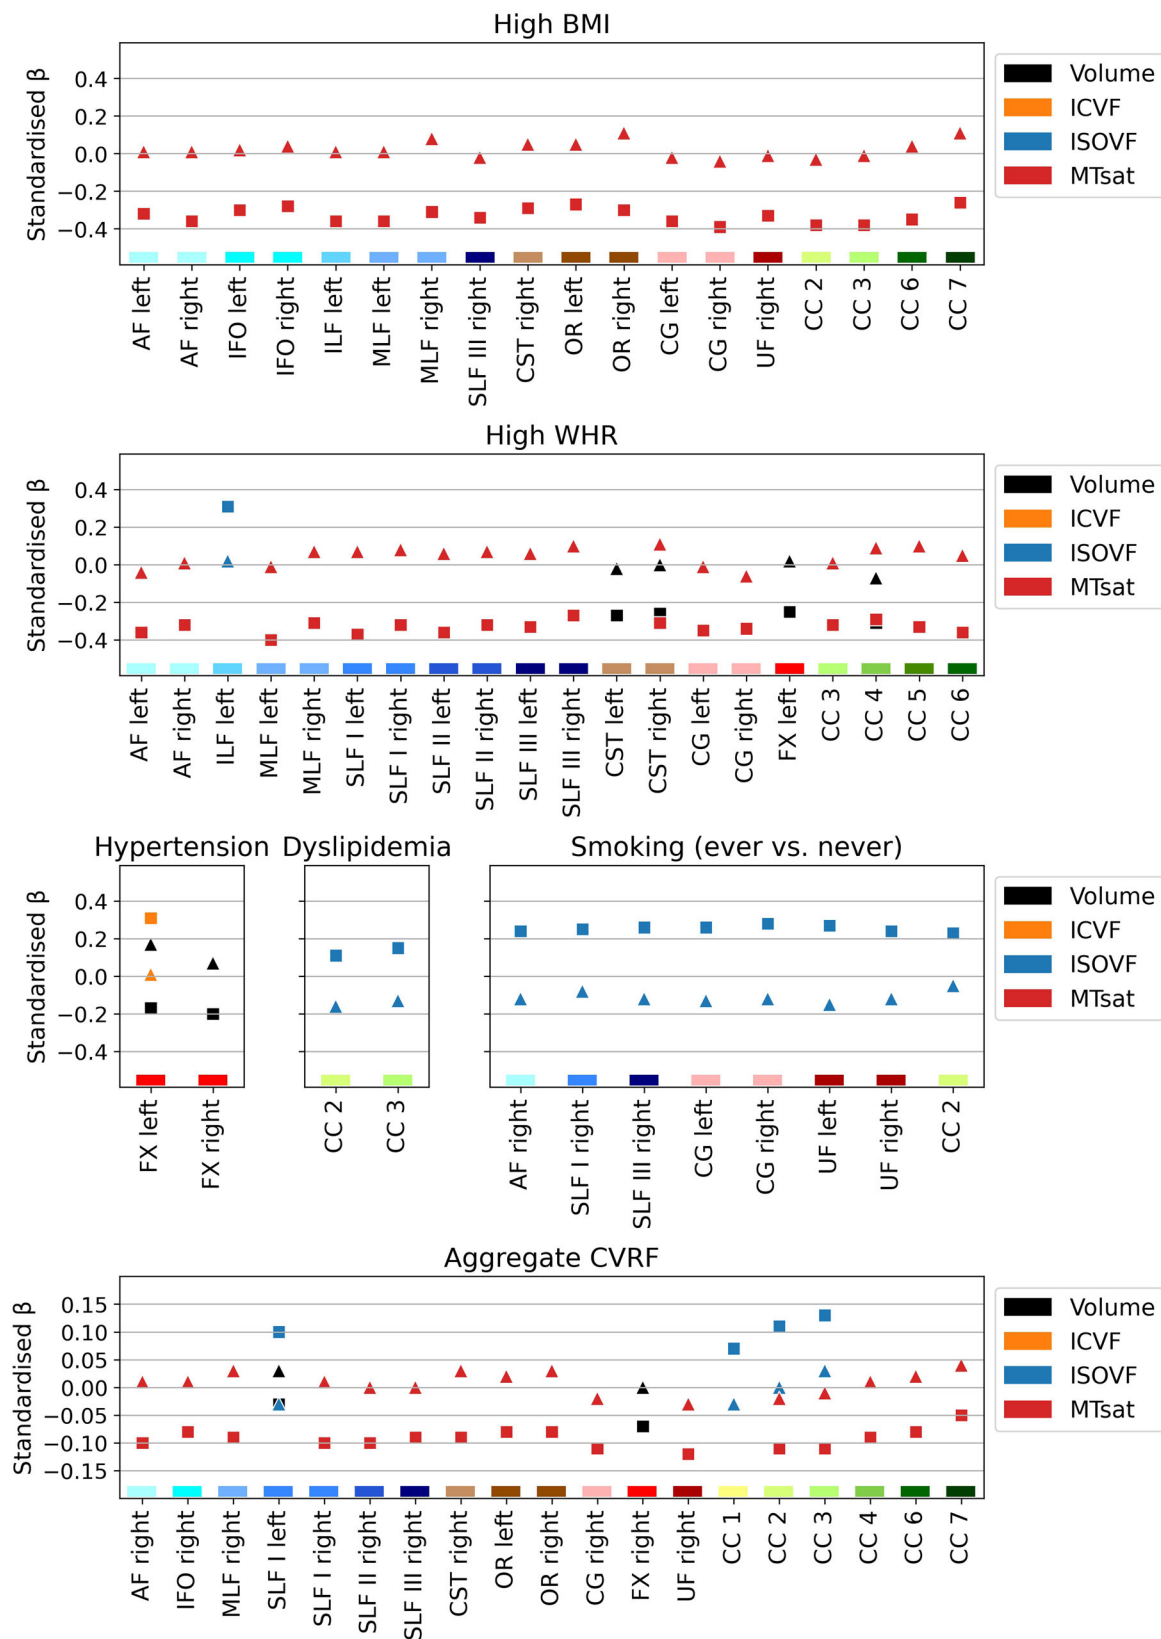 High BMI
Standardised β
0.4
0.2
0.0
−0.2
−0.4
AF left
AF right
IFO left
IFO right
ILF left
MLF left
MLF right
SLF III right
CST right
OR left
OR right
CG left
CG right
UF right
CC 2
CC 3
CC 6
CC 7
Volume
ICVF
ISOVF
MTsat
High WHR
Standardised β
0.4
0.2
0.0
−0.2
−0.4
AF left
AF right
ILF left
MLF left
MLF right
SLF I left
SLF I right
SLF II left
SLF II right
SLF III left
SLF III right
CST left
CST right
CG left
CG right
FX left
CC 3
CC 4
CC 5
CC 6
Volume
ICVF
ISOVF
MTsat
Hypertension
Standardised β
0.4
0.2
0.0
−0.2
−0.4
FX left
FX right
Dyslipidemia
CC 2
CC 3
Smoking (ever vs. never)
AF right
SLF I right
SLF III right
CG left
CG right
UF left
UF right
CC 2
Volume
ICVF
ISOVF
MTsat
Aggregate CVRF
Standardised β
0.15
0.10
0.05
0.00
−0.05
−0.10
−0.15
AF right
IFO right
MLF right
SLF I left
SLF I right
SLF II right
SLF III right
CST right
OR left
OR right
CG right
FX right
UF right
CC 1
CC 2
CC 3
CC 4
CC 6
CC 7
Volume
ICVF
ISOVF
MTsat